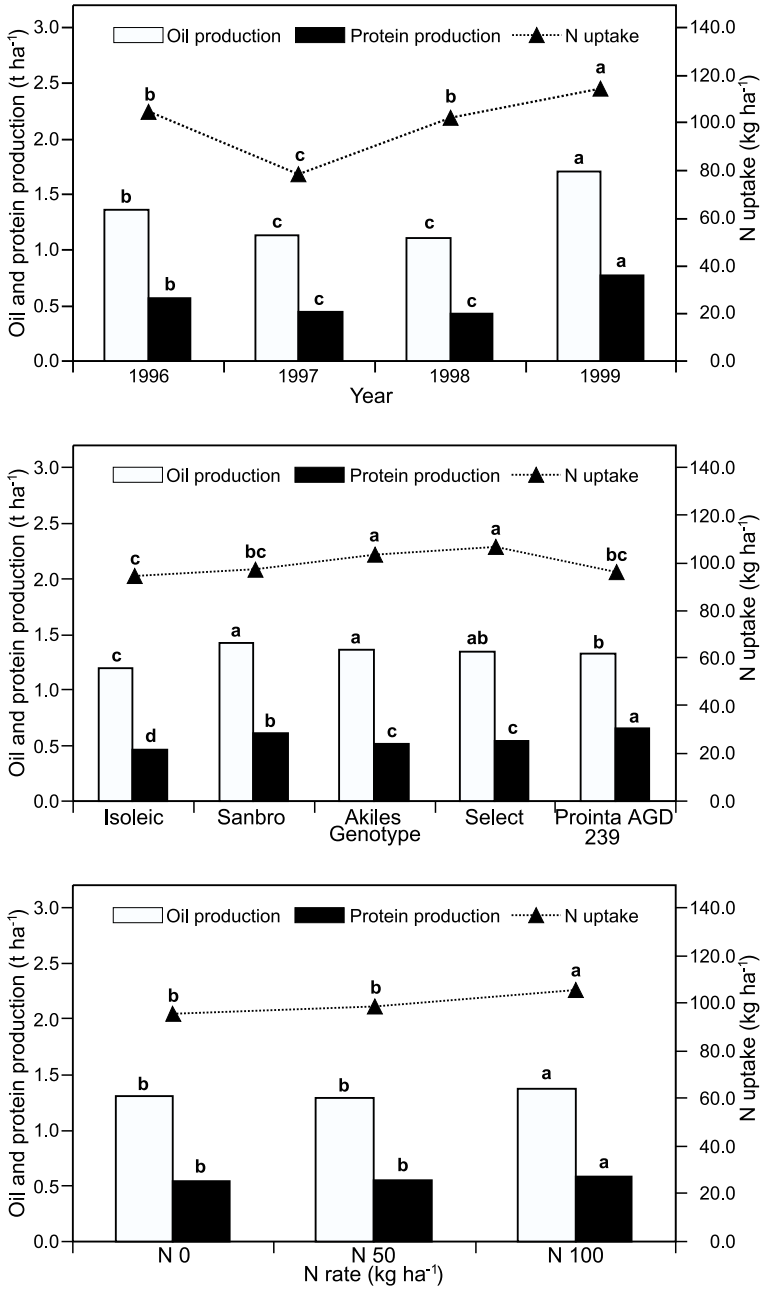 Oil production Protein production N uptake
Oil and protein production (t ha-1)
3.0
2.5
2.0
1.5
1.0
0.5
0.0
N uptake (kg ha-1)
140.0
120.0
100.0
80.0
60.0
40.0
20.0
0.0
b c b a
b c c a
b c c a
1996 1997 1998 1999
Year
Oil production Protein production N uptake
Oil and protein production (t ha-1)
3.0
2.5
2.0
1.5
1.0
0.5
0.0
N uptake (kg ha-1)
140.0
120.0
100.0
80.0
60.0
40.0
20.0
0.0
c bc a a bc
c a a ab b
d b c c a
Isoleic Sanbro Akiles Select Prointa AGD
239
Genotype
Oil production Protein production N uptake
Oil and protein production (t ha-1)
3.0
2.5
2.0
1.5
1.0
0.5
0.0
N uptake (kg ha-1)
140.0
120.0
100.0
80.0
60.0
40.0
20.0
0.0
b b a
b b a
b b a
N 0 N 50 N 100
N rate (kg ha-1)